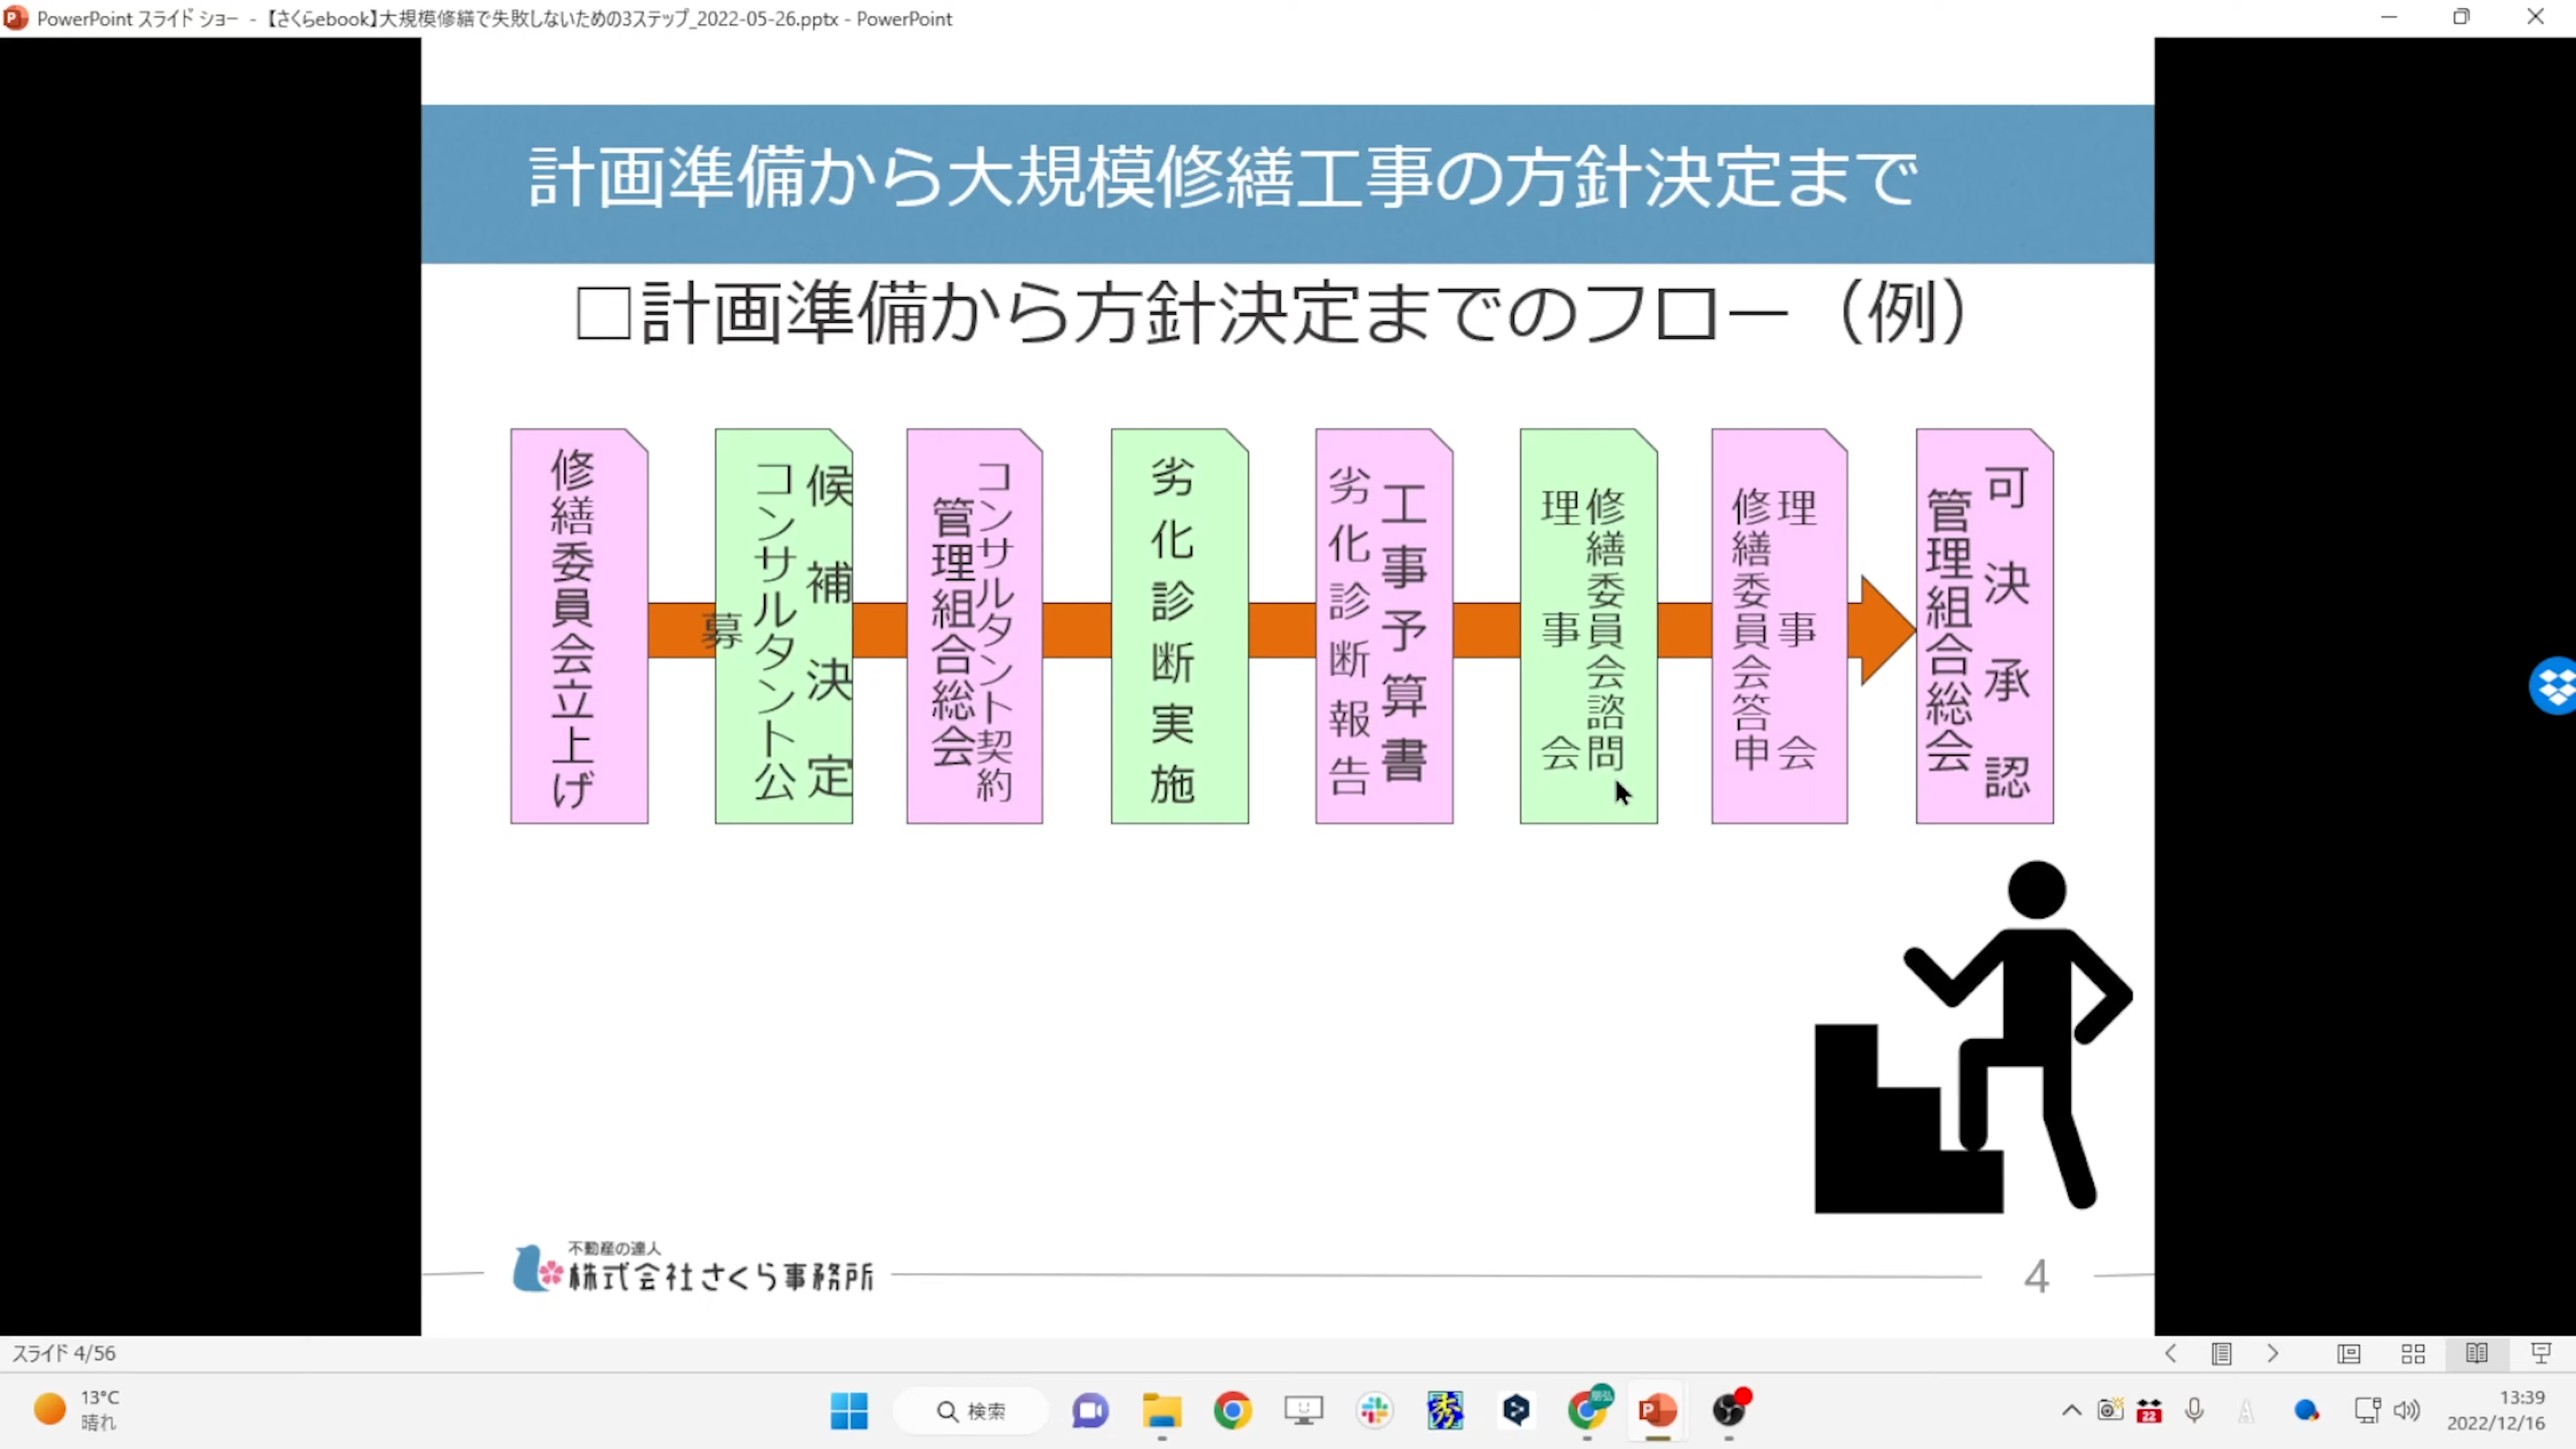 PowerPoint スライド ショー - 【さくらebook】大規模修繕で失敗しないための3ステップ_2022-05-26.pptx - PowerPoint
計画準備から大規模修繕工事の方針決定まで
□計画準備から方針決定までのフロー（例）
修繕委員会立上げ
候補決定
コンサルタント公
募
コンサルタント契約
管理組合総会
劣化診断実施
工事予算書
劣化診断報告
修繕委員会諮問
理事会
理事会
修繕委員会答申
可決承認
管理組合総会
不動産の達人
株式会社さくら事務所
4
スライド 4/56
13°C
晴れ
検索
朋弘
秀
22
13:39
2022/12/16